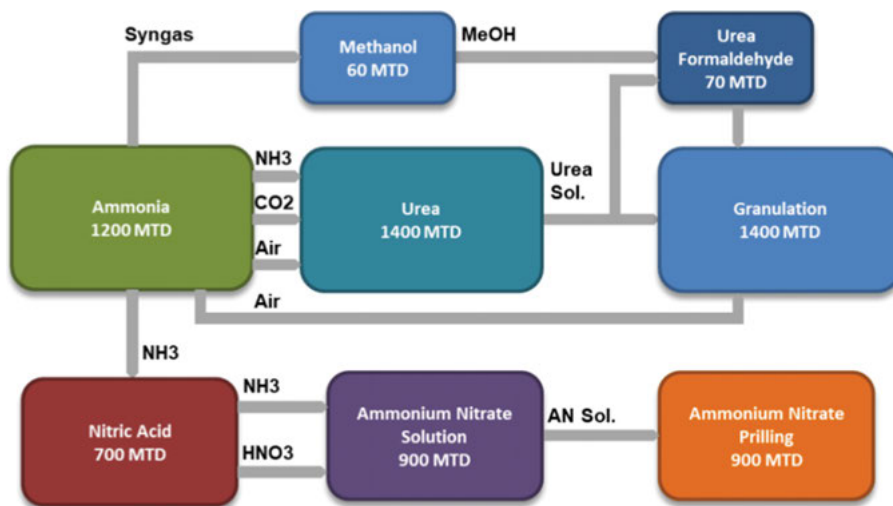 Syngas
Methanol
60 MTD
MeOH
Urea
Formaldehyde
70 MTD
Ammonia
1200 MTD
NH3
CO2
Air
Urea
1400 MTD
Urea
Sol.
Granulation
1400 MTD
Air
NH3
Nitric Acid
700 MTD
NH3
HNO3
Ammonium Nitrate
Solution
900 MTD
AN Sol.
Ammonium Nitrate
Prilling
900 MTD